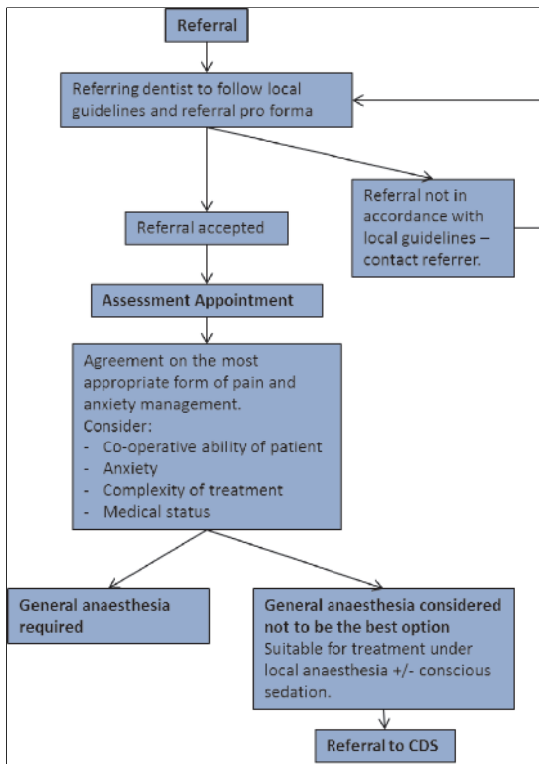 Referral
Referring dentist to follow local
guidelines and referral pro forma
Referral not in
accordance with
local guidelines –
contact referrer.
Referral accepted
Assessment Appointment
Agreement on the most
appropriate form of pain and
anxiety management.
Consider:
- Co-operative ability of patient
- Anxiety
- Complexity of treatment
- Medical status
General anaesthesia
required
General anaesthesia considered
not to be the best option
Suitable for treatment under
local anaesthesia +/- conscious
sedation.
Referral to CDS